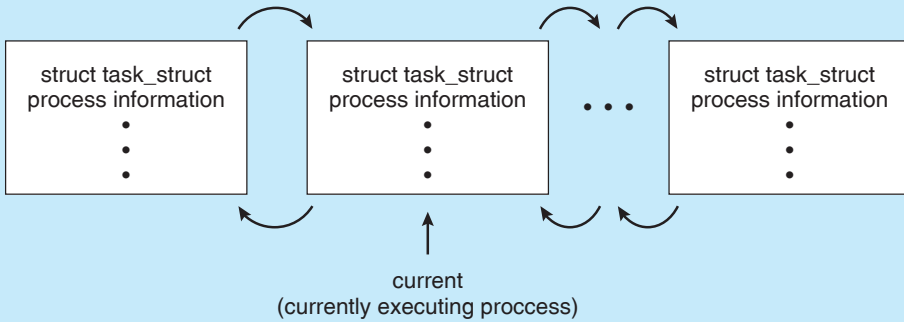 struct task_struct
process information
•
•
•
struct task_struct
process information
•
•
•
• • •
struct task_struct
process information
•
•
•
current
(currently executing proccess)